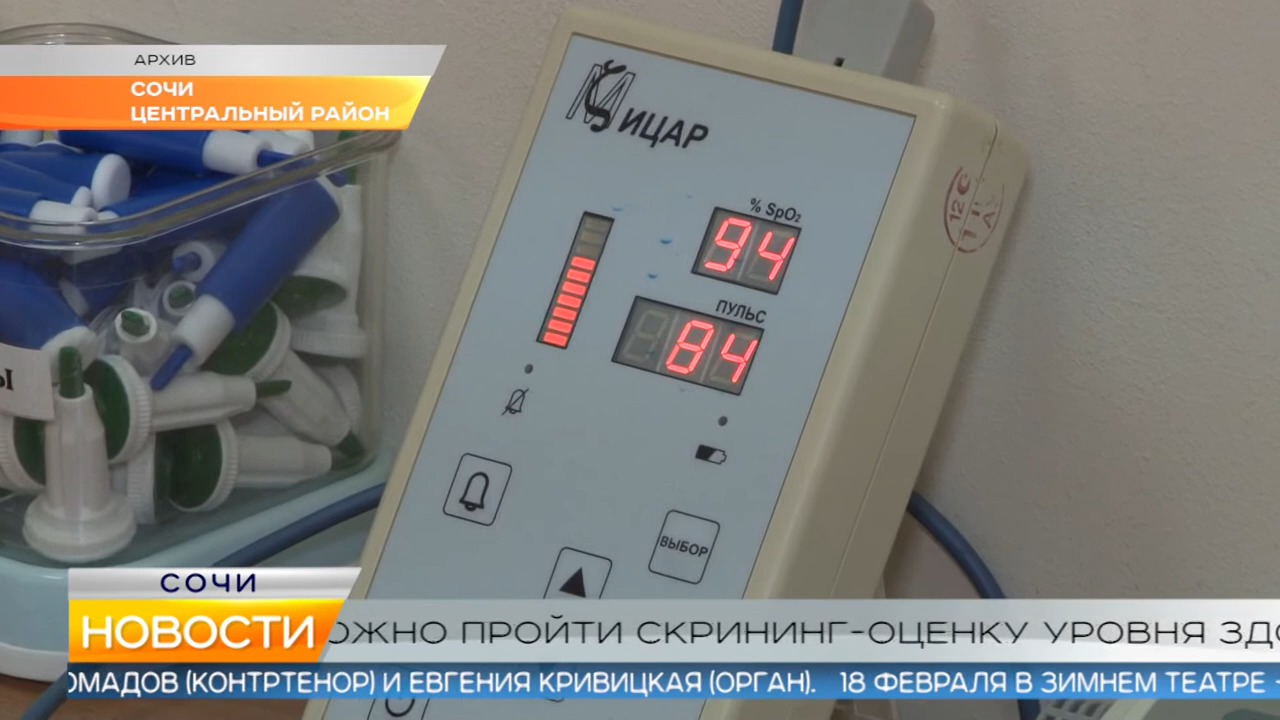 АРХИВ
СОЧИ
ЦЕНТРАЛЬНЫЙ РАЙОН
МИЦАР
% SpO₂
94
ПУЛЬС
84
ВЫБОР
Ы
СОЧИ
НОВОСТИ
ОЖНО ПРОЙТИ СКРИНИНГ-ОЦЕНКУ УРОВНЯ ЗДО
ОМАДОВ (КОНТРТЕНОР) И ЕВГЕНИЯ КРИВИЦКАЯ (ОРГАН). 18 ФЕВРАЛЯ В ЗИМНЕМ ТЕАТРЕ -